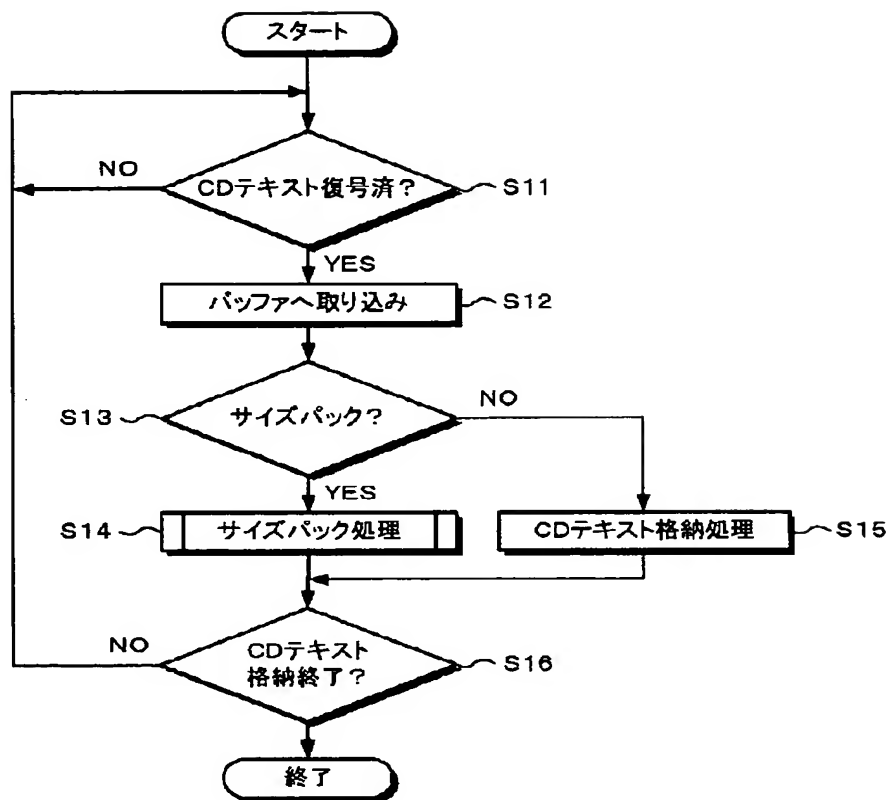 スタート
NO
CDテキスト復号済?
S11
YES
バッファへ取り込み
S12
S13
サイズパック?
NO
YES
S14
サイズパック処理
CDテキスト格納処理
S15
NO
CDテキスト
格納終了?
S16
終了